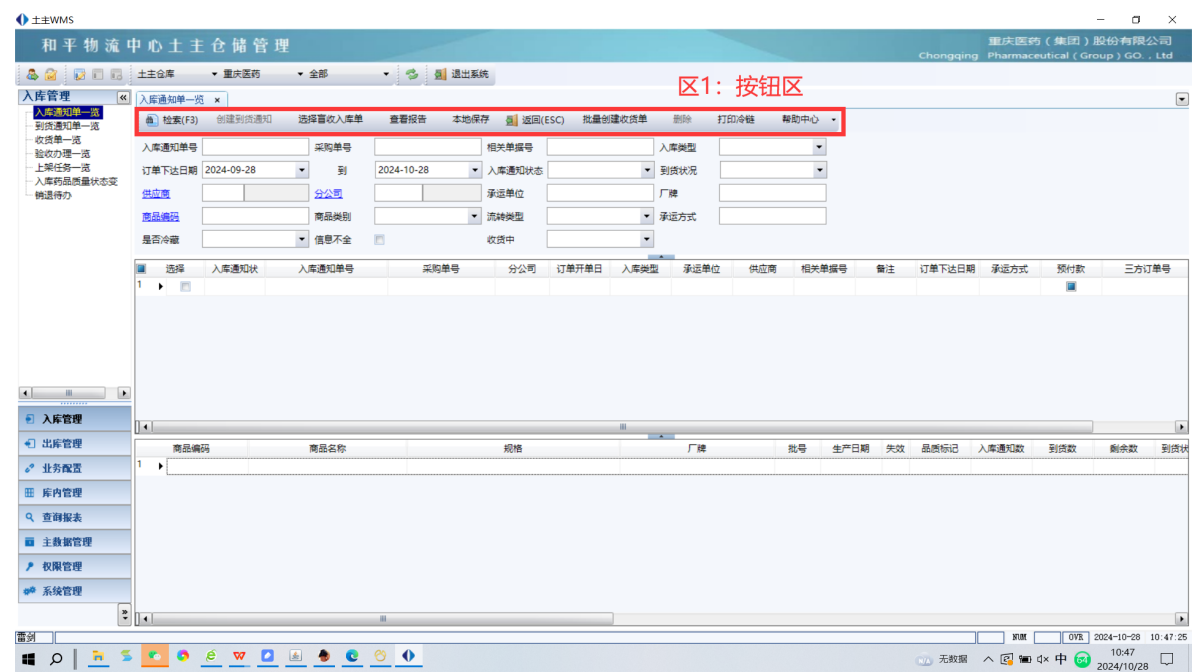 土主WMS
和平物流中心土主仓储管理
重庆医药（集团）股份有限公司
Chongqing Pharmaceutical ( Group ) GO. , Ltd
土主仓库 重庆医药 全部 退出系统
区1：按钮区
入库管理
入库通知单一览
到货通知单一览
收货单一览
验收办理一览
上架任务一览
入库药品质量状态变
销退待办
入库通知单一览 ×
检索(F3) 创建到货通知 选择盲收入库单 查看报告 本地保存 返回(ESC) 批量创建收货单 删除 打印冷链 帮助中心
入库通知单号 采购单号 相关单据号 入库类型
订单下达日期 2024-09-28 到 2024-10-28 入库通知状态 到货状况
供应商 分公司 承运单位 厂牌
商品编码 商品类别 流转类型 承运方式
是否冷藏 信息不全 收货中
选择 入库通知状 入库通知单号 采购单号 分公司 订单开单日 入库类型 承运单位 供应商 相关单据号 备注 订单下达日期 承运方式 预付款 三方订单号
1
商品编码 商品名称 规格 厂牌 批号 生产日期 失效 品质标记 入库通知数 到货数 剩余数 到货状
1
入库管理
出库管理
业务配置
库内管理
查询报表
主数据管理
权限管理
系统管理
雷剑 NUM OVR 2024-10-28 10:47:25
无数据 中 64 10:47
2024/10/28